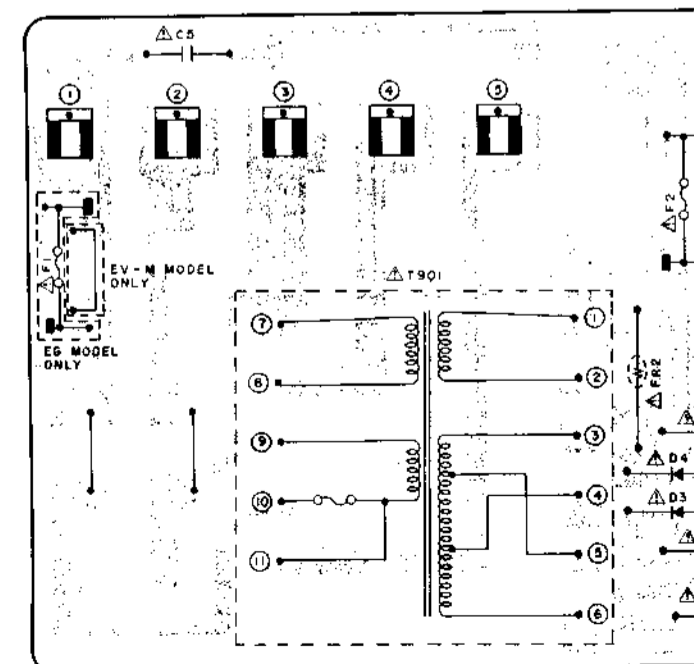 ⚠ C5
① ② ③ ④ ⑤
⚠ F1
⚠ F2
EV-M MODEL
ONLY
EG MODEL
ONLY
⚠ T901
⑦ ①
⑧ ②
⑨ ③
⑩ ④
⑪ ⑤
⑥
⚠ FR2
⚠ D4
⚠ D3